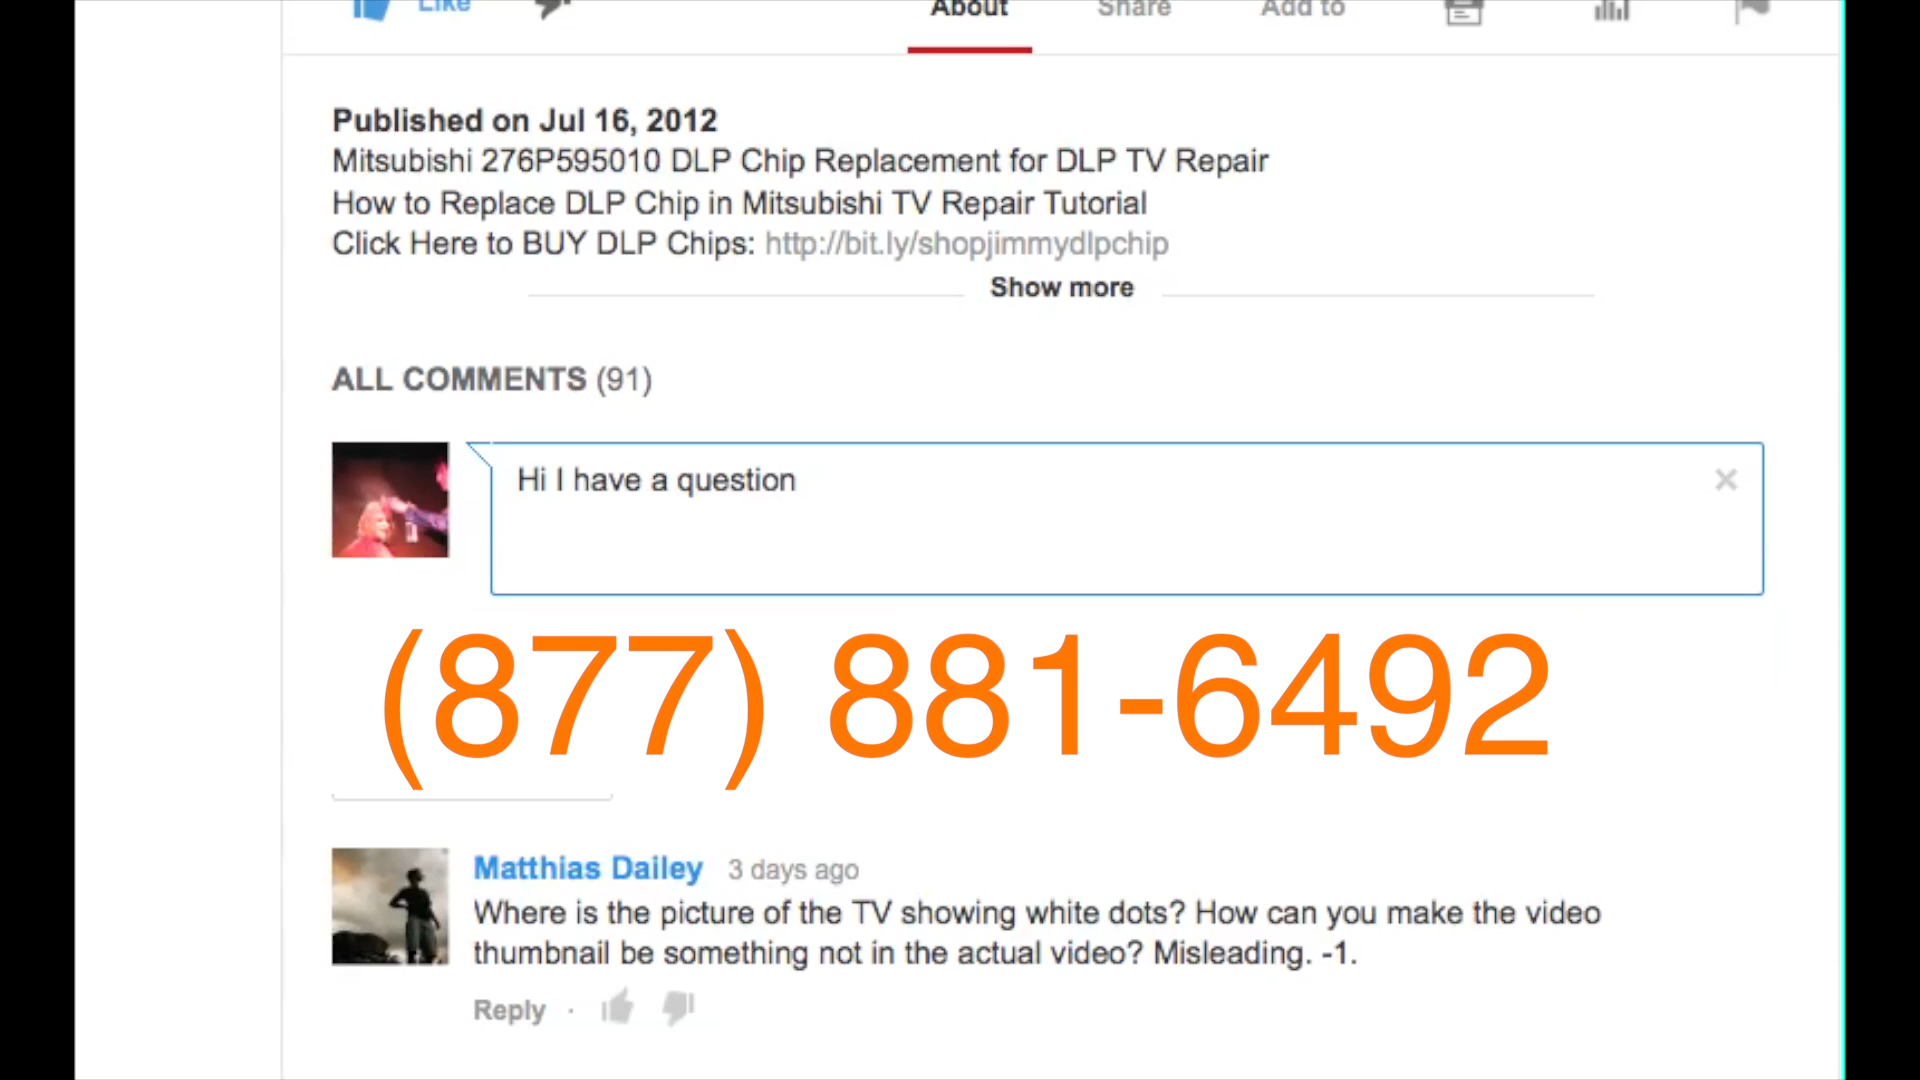 Like About Share Add to
Published on Jul 16, 2012
Mitsubishi 276P595010 DLP Chip Replacement for DLP TV Repair
How to Replace DLP Chip in Mitsubishi TV Repair Tutorial
Click Here to BUY DLP Chips: http://bit.ly/shopjimmydlpchip
Show more
ALL COMMENTS (91)
Hi I have a question
(877) 881-6492
Matthias Dailey 3 days ago
Where is the picture of the TV showing white dots? How can you make the video
thumbnail be something not in the actual video? Misleading. -1.
Reply